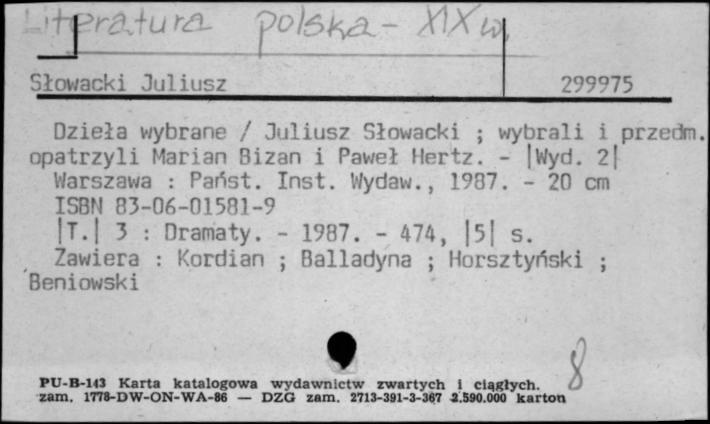 Literatura polska - XIX w.
Słowacki Juliusz 299975
Dzieła wybrane / Juliusz Słowacki ; wybrali i przedm.
opatrzyli Marian Bizan i Paweł Hertz. - |Wyd. 2|
Warszawa : Państ. Inst. Wydaw., 1987. - 20 cm
ISBN 83-06-01581-9
|T.| 3 : Dramaty. - 1987. - 474, |5| s.
Zawiera : Kordian ; Balladyna ; Horsztyński ;
Beniowski
8
PU-B-143 Karta katalogowa wydawnictw zwartych i ciągłych.
zam. 1778-DW-ON-WA-86 — DZG zam. 2713-391-3-367 2.590.000 karton